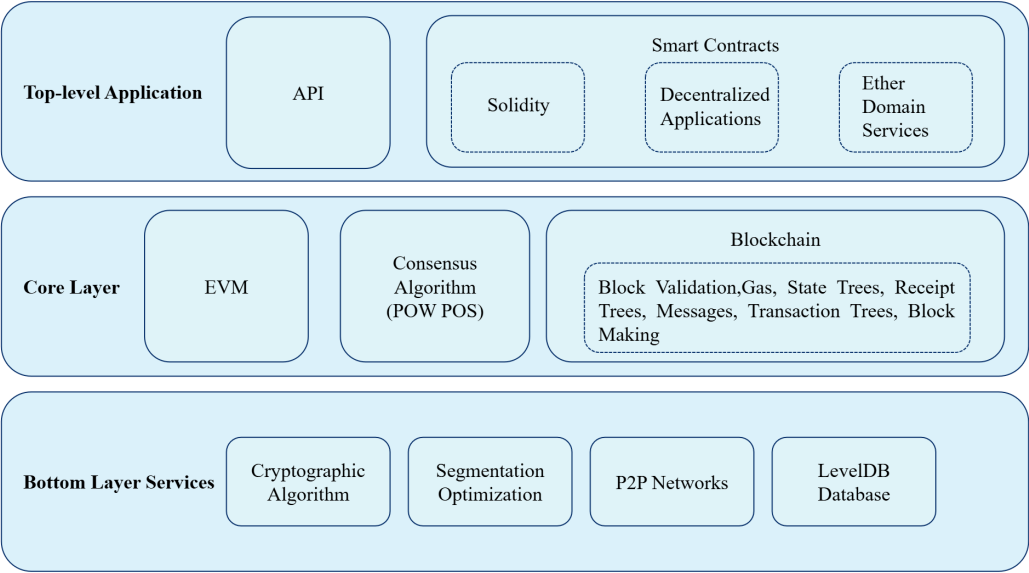 Top-level Application
API
Smart Contracts
Solidity
Decentralized
Applications
Ether
Domain
Services
Core Layer
EVM
Consensus
Algorithm
(POW POS)
Blockchain
Block Validation,Gas, State Trees, Receipt
Trees, Messages, Transaction Trees, Block
Making
Bottom Layer Services
Cryptographic
Algorithm
Segmentation
Optimization
P2P Networks
LevelDB
Database